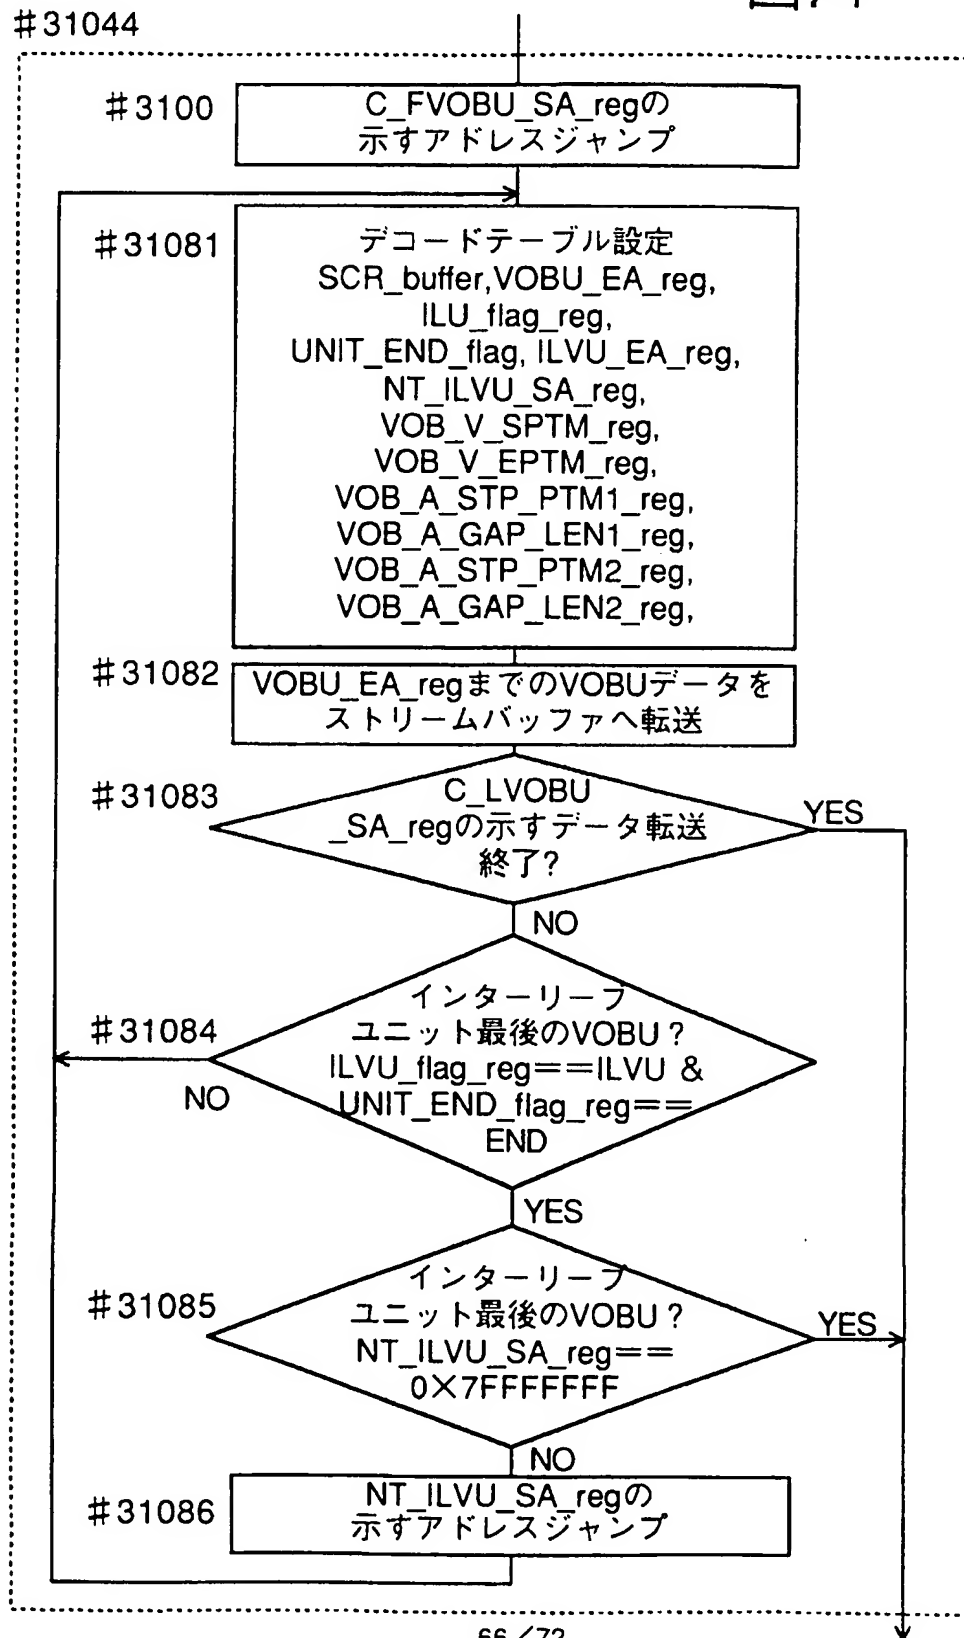 #31044
#3100
C_FVOBU_SA_regの
示すアドレスジャンプ
#31081
デコードテーブル設定
SCR_buffer,VOBU_EA_reg,
ILU_flag_reg,
UNIT_END_flag, ILVU_EA_reg,
NT_ILVU_SA_reg,
VOB_V_SPTM_reg,
VOB_V_EPTM_reg,
VOB_A_STP_PTM1_reg,
VOB_A_GAP_LEN1_reg,
VOB_A_STP_PTM2_reg,
VOB_A_GAP_LEN2_reg,
#31082
VOBU_EA_regまでのVOBUデータを
ストリームバッファへ転送
#31083
C_LVOBU
_SA_regの示すデータ転送
終了?
YES
NO
#31084
インターリーブ
ユニット最後のVOBU?
ILVU_flag_reg==ILVU &
UNIT_END_flag_reg==
END
NO
YES
#31085
インターリーブ
ユニット最後のVOBU?
NT_ILVU_SA_reg==
0×7FFFFFFF
YES
NO
#31086
NT_ILVU_SA_regの
示すアドレスジャンプ
66/72